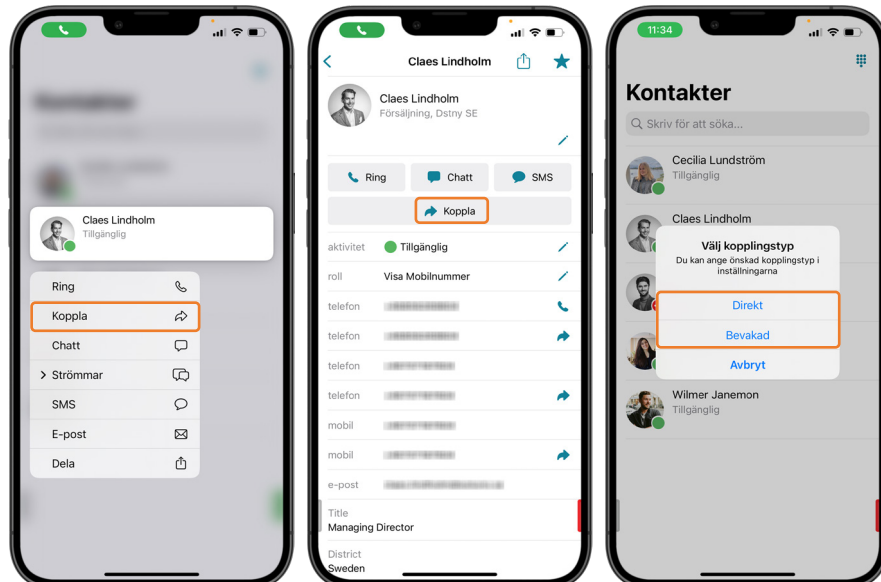 Claes Lindholm
Tillgänglig
Ring
Koppla
Chatt
Strömmar
SMS
E-post
Dela
Claes Lindholm
Claes Lindholm
Försäljning, Dstny SE
Ring
Chatt
SMS
Koppla
aktivitet
Tillgänglig
roll
Visa Mobilnummer
telefon
telefon
telefon
telefon
mobil
mobil
e-post
Title
Managing Director
District
Sweden
11:34
Kontakter
Skriv för att söka...
Cecilia Lundström
Tillgänglig
Claes Lindholm
Välj kopplingstyp
Du kan ange önskad kopplingstyp i
inställningarna
Direkt
Bevakad
Avbryt
Wilmer Janemon
Tillgänglig